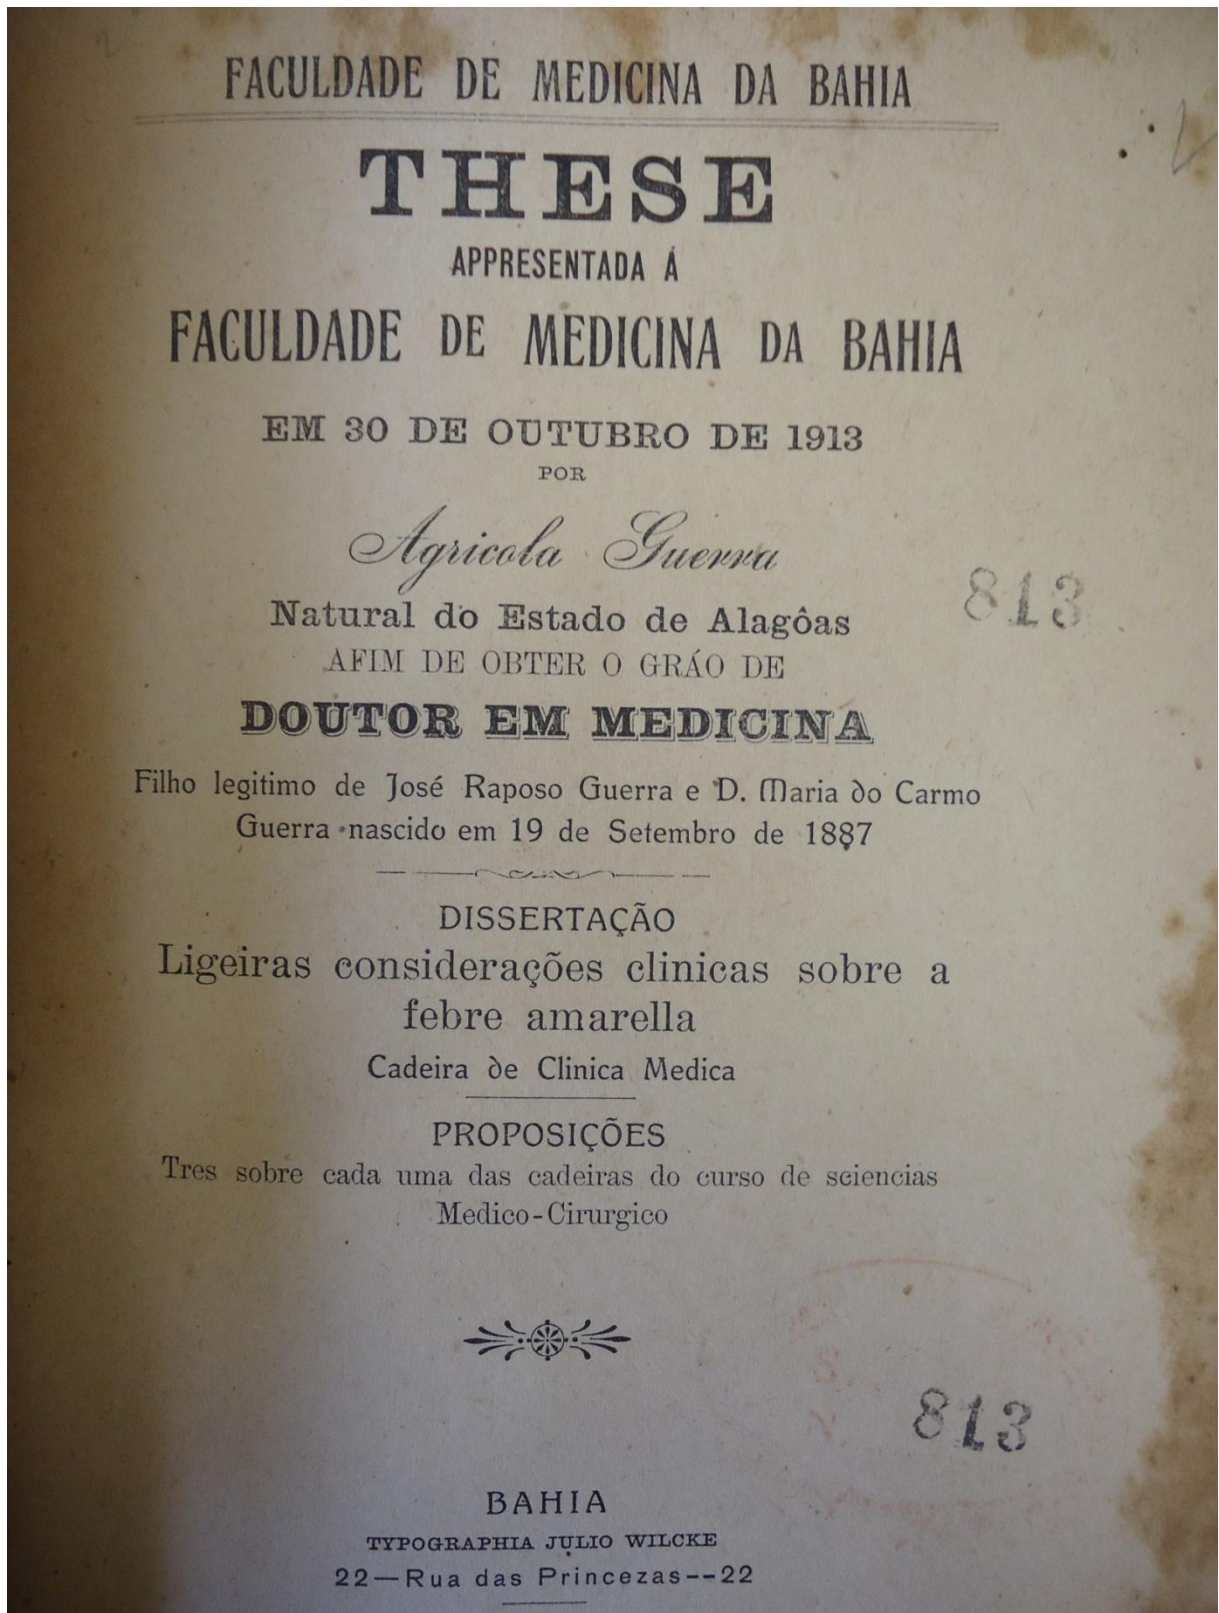 FACULDADE DE MEDICINA DA BAHIA
THESE
APPRESENTADA Á
FACULDADE DE MEDICINA DA BAHIA
EM 30 DE OUTUBRO DE 1913
POR
Agricola Guerra
813
Natural do Estado de Alagôas
AFIM DE OBTER O GRÁO DE
DOUTOR EM MEDICINA
Filho legitimo de José Raposo Guerra e D. Maria do Carmo
Guerra nascido em 19 de Setembro de 1887
DISSERTAÇÃO
Ligeiras considerações clinicas sobre a
febre amarella
Cadeira de Clinica Medica
PROPOSIÇÕES
Tres sobre cada uma das cadeiras do curso de sciencias
Medico-Cirurgico
813
BAHIA
TYPOGRAPHIA JULIO WILCKE
22—Rua das Princezas--22